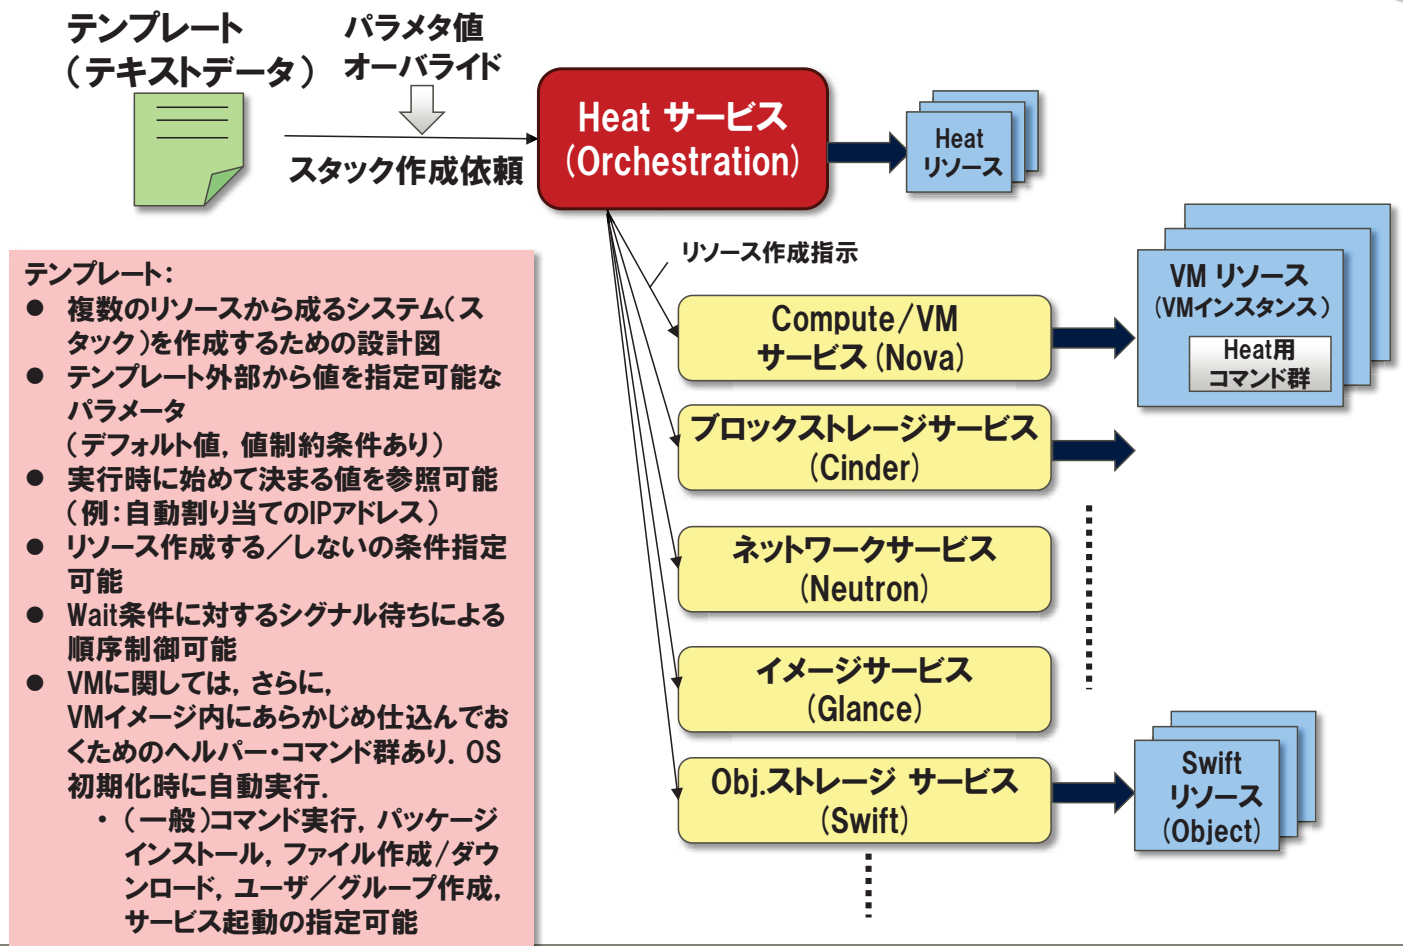 テンプレート
(テキストデータ)
パラメタ値
オーバライド
スタック作成依頼
Heat サービス
(Orchestration)
Heat
リソース
リソース作成指示
テンプレート:
● 複数のリソースから成るシステム(ス
タック)を作成するための設計図
● テンプレート外部から値を指定可能な
パラメータ
(デフォルト値, 値制約条件あり)
● 実行時に始めて決まる値を参照可能
(例:自動割り当てのIPアドレス)
● リソース作成する/しないの条件指定
可能
● Wait条件に対するシグナル待ちによる
順序制御可能
● VMに関しては, さらに,
VMイメージ内にあらかじめ仕込んでお
くためのヘルパー・コマンド群あり. OS
初期化時に自動実行.
・(一般)コマンド実行, パッケージ
インストール, ファイル作成/ダウ
ンロード, ユーザ/グループ作成,
サービス起動の指定可能
Compute/VM
サービス(Nova)
ブロックストレージサービス
(Cinder)
ネットワークサービス
(Neutron)
イメージサービス
(Glance)
Obj.ストレージ サービス
(Swift)
VM リソース
(VMインスタンス)
Heat用
コマンド群
Swift
リソース
(Object)